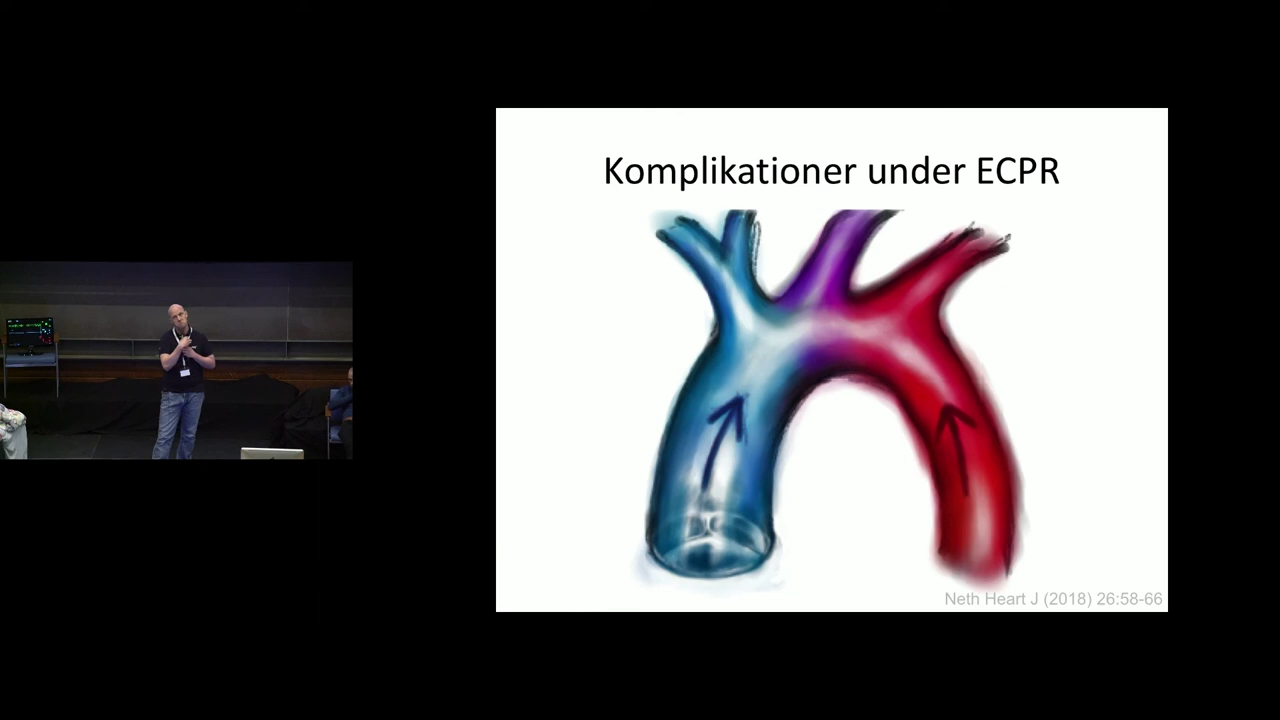 Komplikationer under ECPR
Neth Heart J (2018) 26:58-66